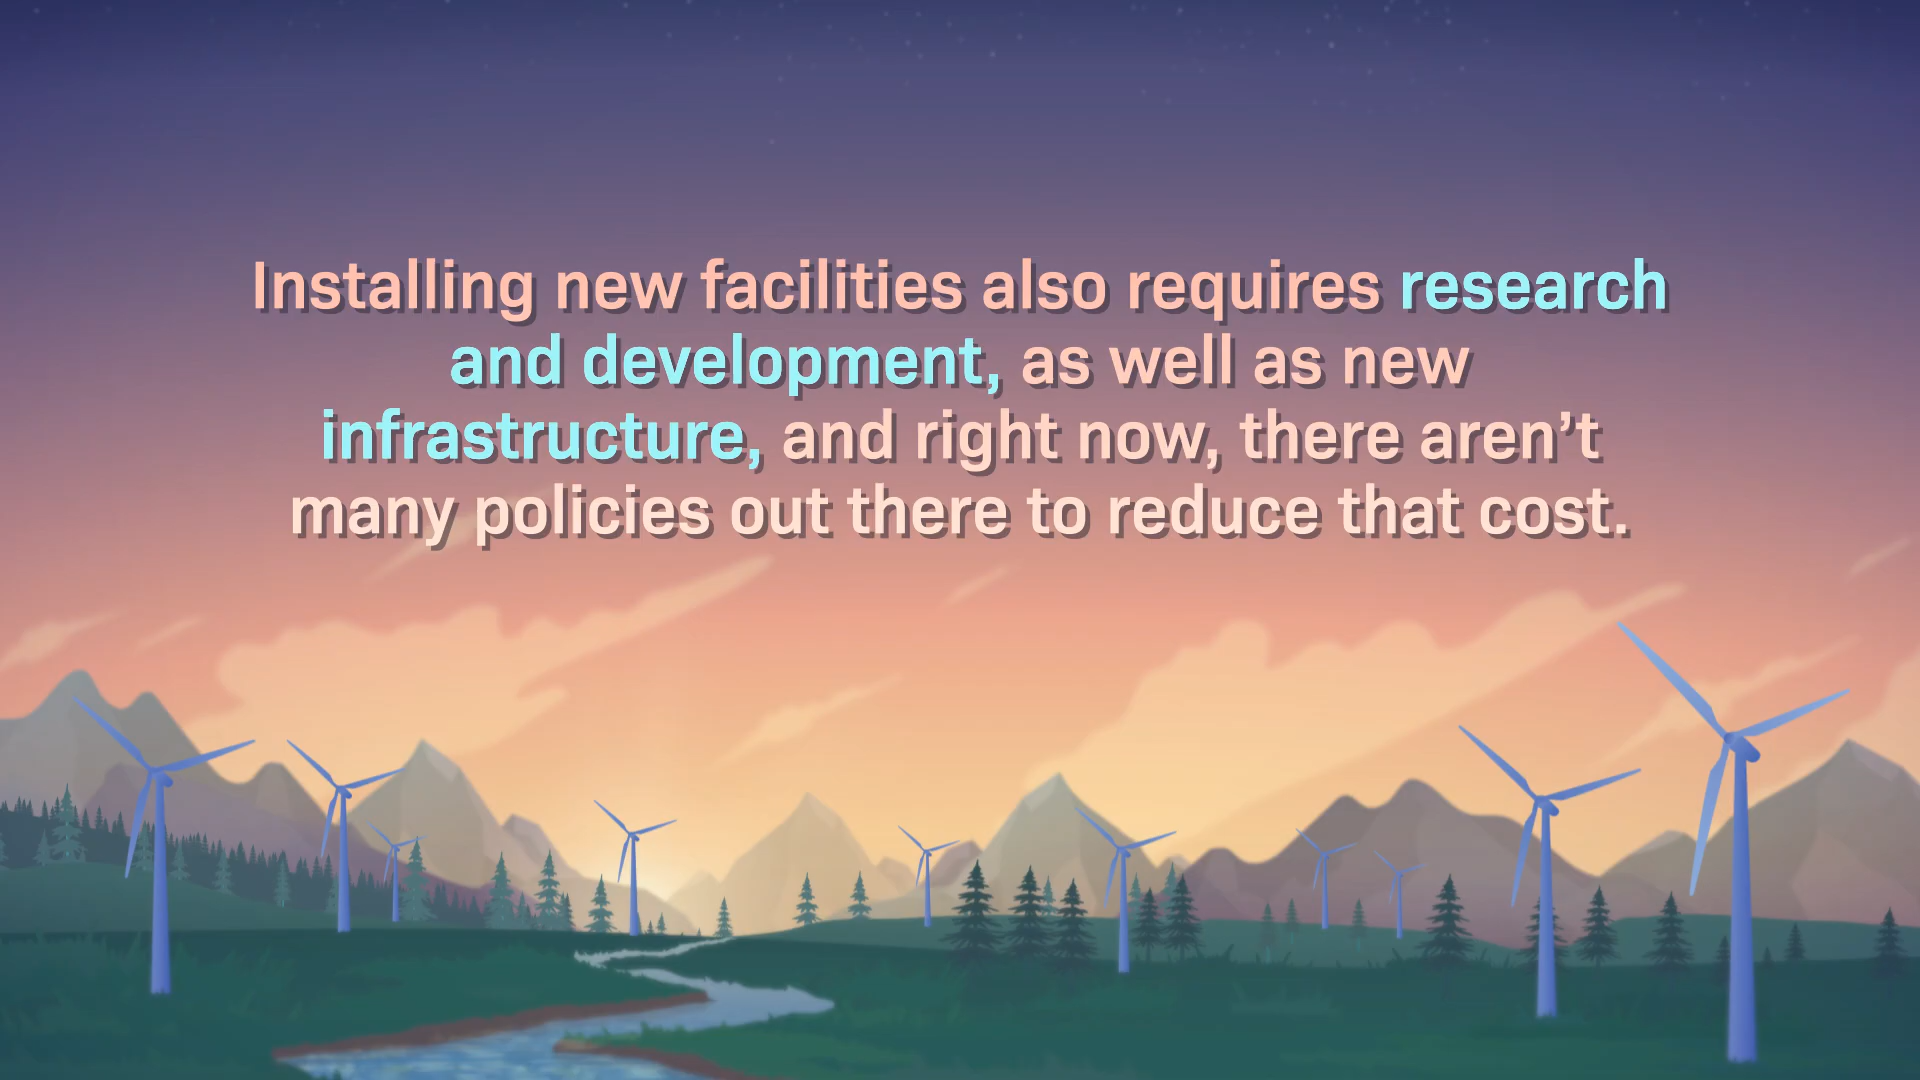 Installing new facilities also requires research
and development, as well as new
infrastructure, and right now, there aren’t
many policies out there to reduce that cost.